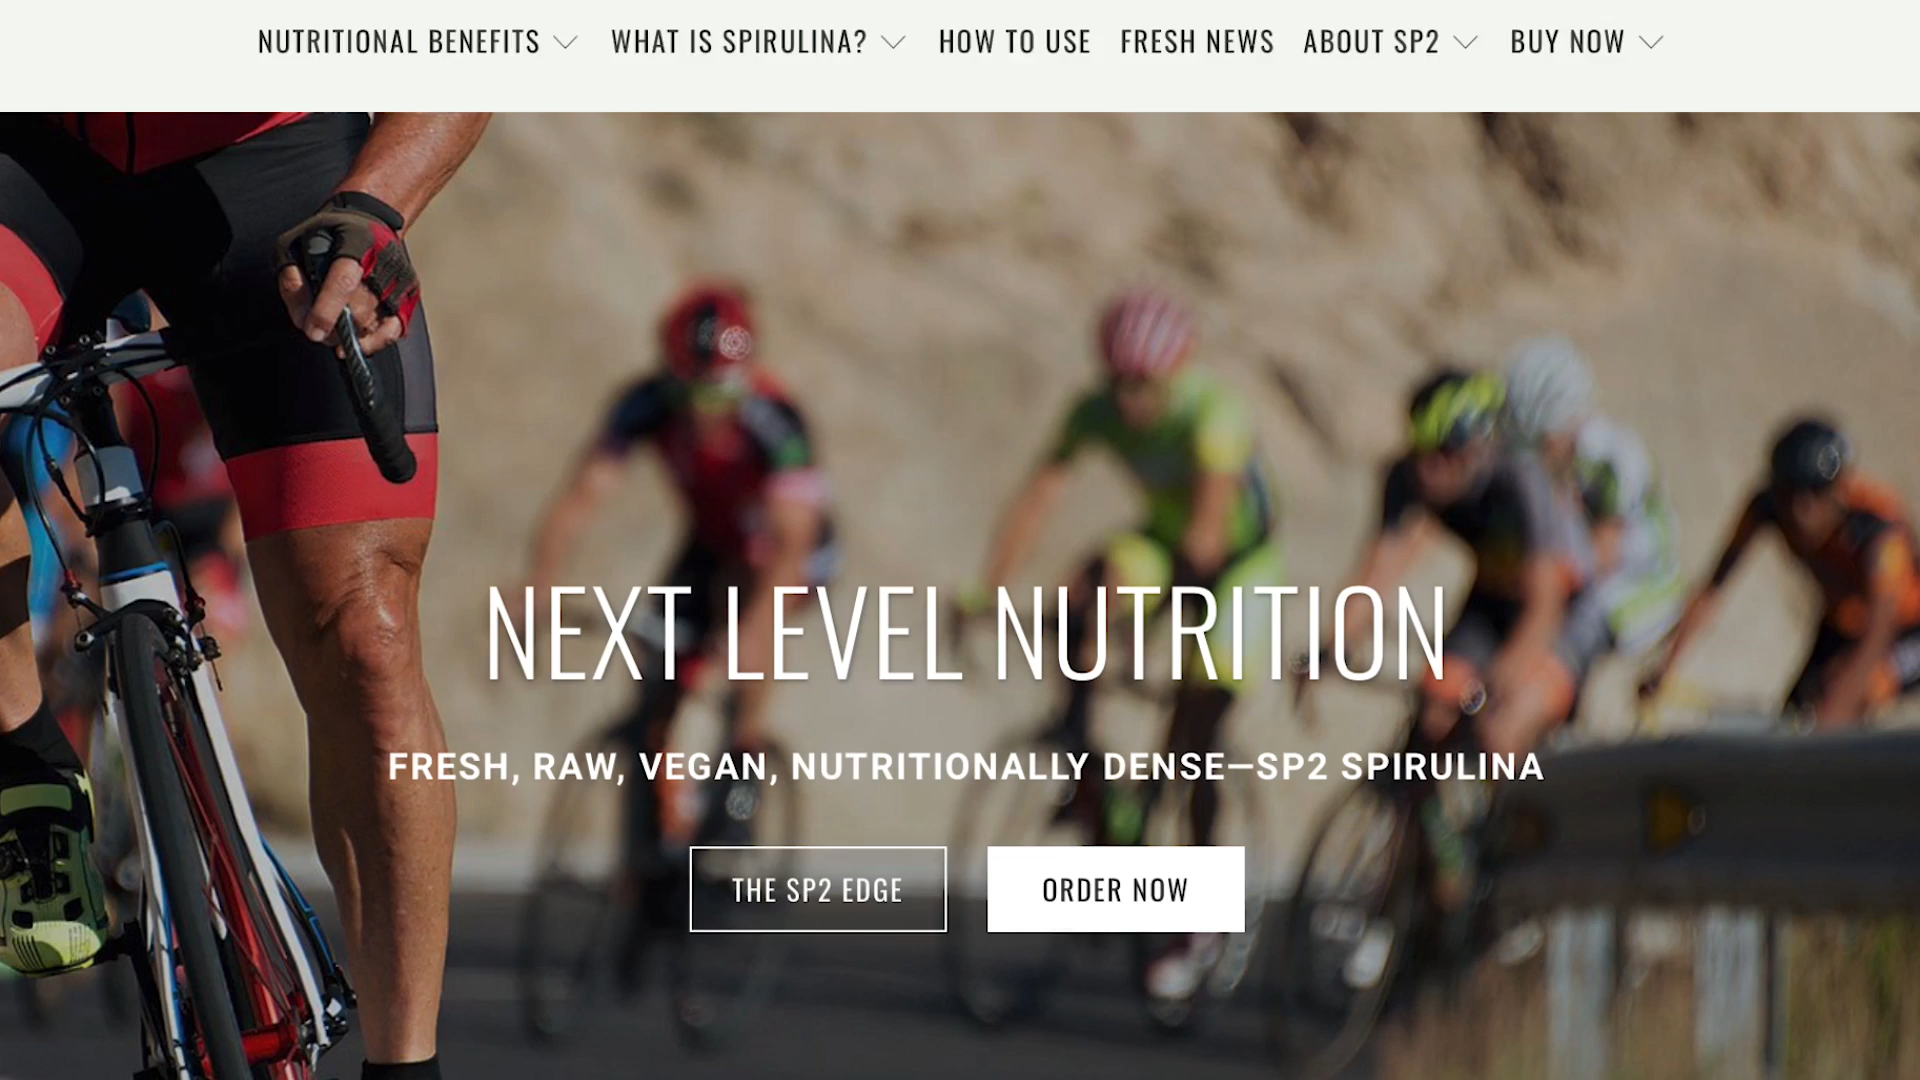 NUTRITIONAL BENEFITS WHAT IS SPIRULINA? HOW TO USE FRESH NEWS ABOUT SP2 BUY NOW
NEXT LEVEL NUTRITION
FRESH, RAW, VEGAN, NUTRITIONALLY DENSE—SP2 SPIRULINA
THE SP2 EDGE ORDER NOW